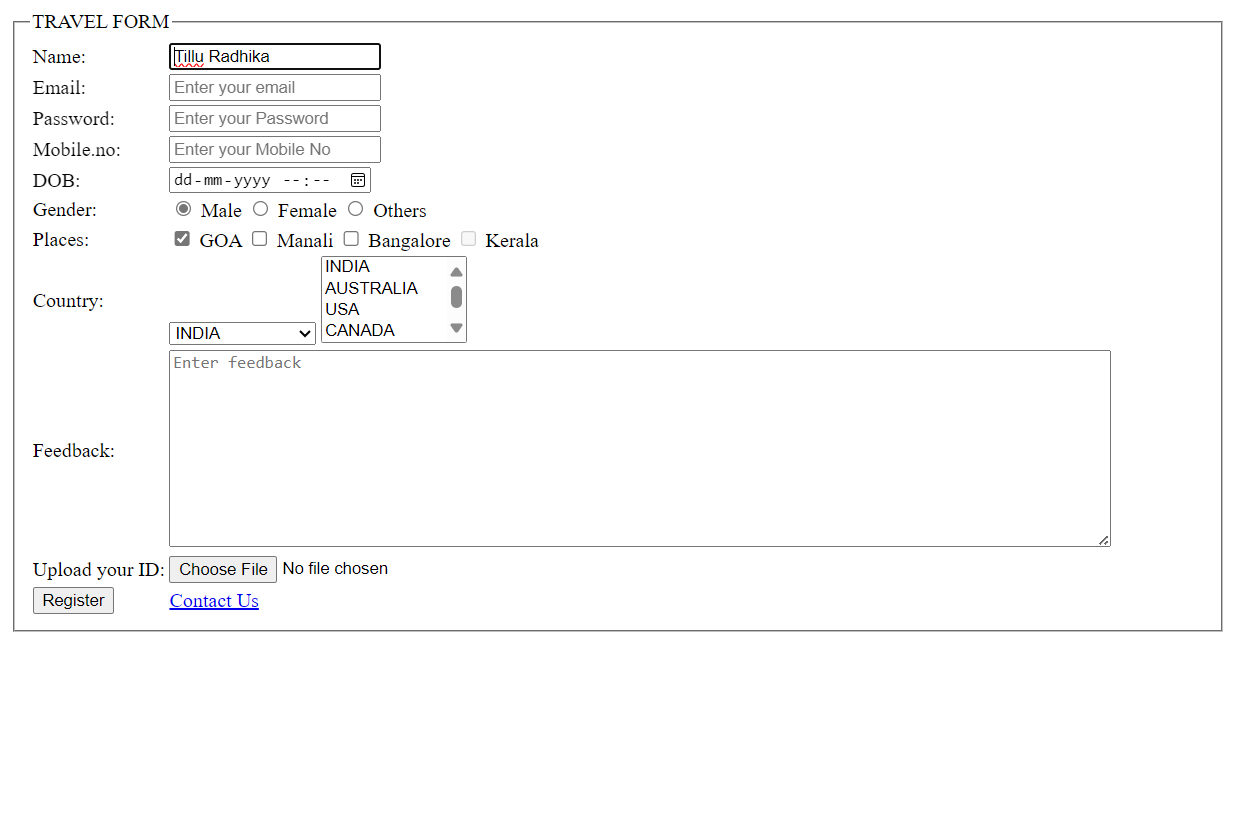 TRAVEL FORM
Name: Tillu Radhika
Email: Enter your email
Password: Enter your Password
Mobile.no: Enter your Mobile No
DOB: dd-mm-yyyy --:--
Gender: Male Female Others
Places: GOA Manali Bangalore Kerala
Country: INDIA
INDIA
AUSTRALIA
USA
CANADA
Feedback: Enter feedback
Upload your ID: Choose File No file chosen
Register Contact Us